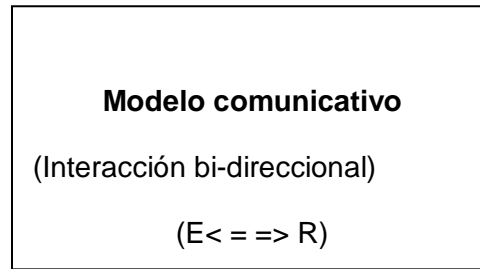 Modelo comunicativo
(Interacción bi-direccional)
(E< = => R)